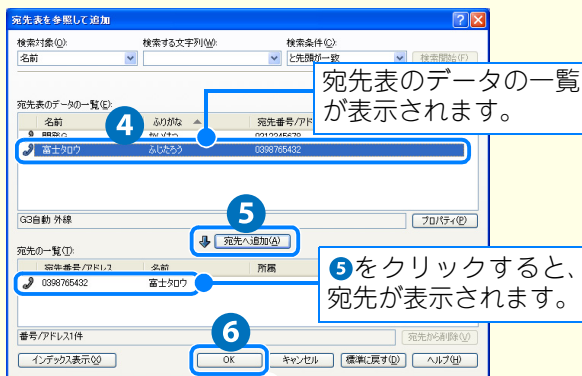 宛先表を参照して追加
検索対象(O): 検索する文字列(W): 検索条件(C):
名前 と先頭が一致 検索開始(F)
宛先表のデータの一覧
が表示されます。
宛先表のデータの一覧(E):
名前 ふりがな 宛先番号/アド
4
富士タロウ ふじたろう 0398765432
G3自動 外線 プロパティ(P)
5
宛先へ追加(A)
宛先の一覧(T):
宛先番号/アドレス 名前 所属
0398765432 富士タロウ
❺をクリックすると、
宛先が表示されます。
番号/アドレス1件 宛先から削除(V)
6
インデックス表示(X) OK キャンセル 標準に戻す(D) ヘルプ(H)